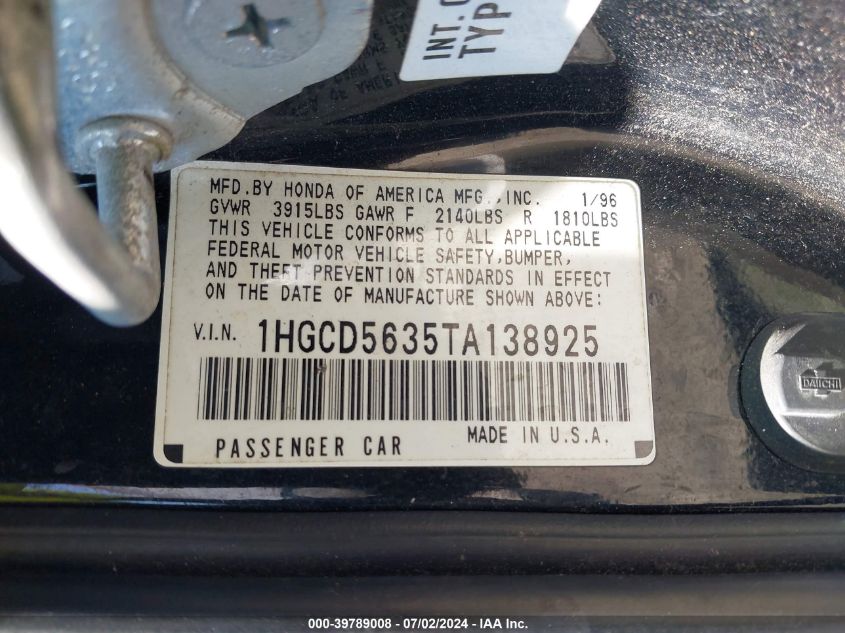 INT.
TYP
MFD.BY HONDA OF AMERICA MFG.,INC. 1/96
GVWR 3915LBS GAWR F 2140LBS R 1810LBS
THIS VEHICLE CONFORMS TO ALL APPLICABLE
FEDERAL MOTOR VEHICLE SAFETY,BUMPER,
AND THEFT PREVENTION STANDARDS IN EFFECT
ON THE DATE OF MANUFACTURE SHOWN ABOVE:
V.I.N. 1HGCD5635TA138925
PASSENGER CAR MADE IN U.S.A.
DAIICHI
000-39789008 - 07/02/2024 - IAA Inc.